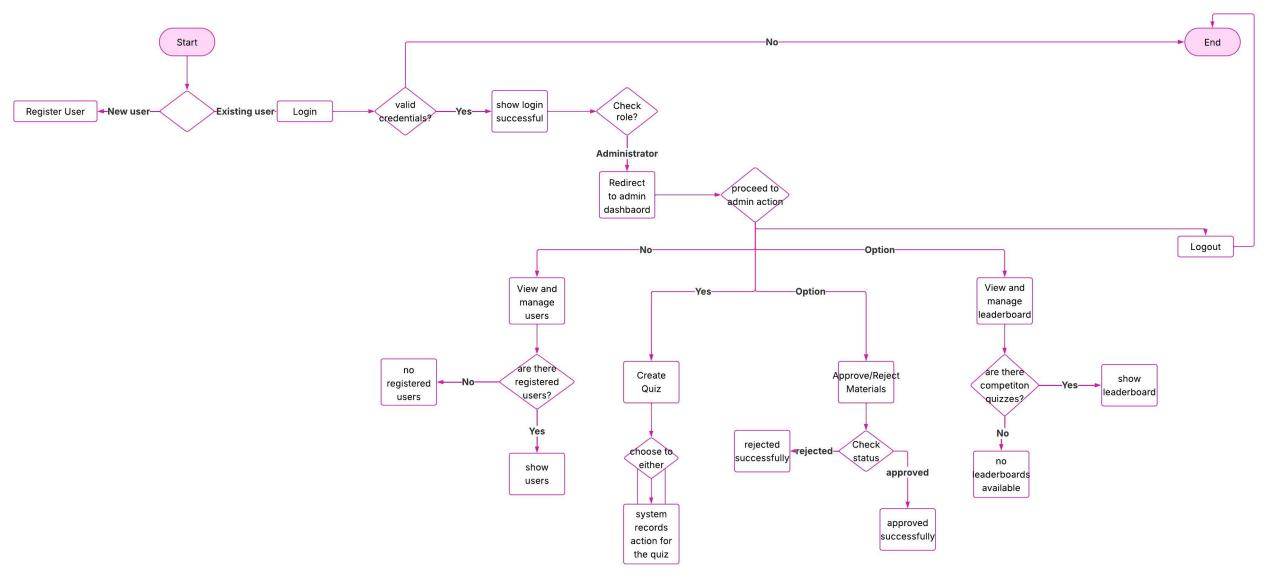 Start
End
No
Register User
New user
Existing user
Login
valid
credentials?
Yes
show login
successful
Check
role?
Administrator
Redirect
to admin
dashbaord
proceed to
admin action
Logout
No
Option
View and
manage
users
Yes
Option
View and
manage
leaderboard
no
registered
users
No
are there
registered
users?
Create
Quiz
Approve/Reject
Materials
are there
competiton
quizzes?
Yes
show
leaderboard
Yes
No
choose to
either
rejected
successfully
rejected
Check
status
approved
show
users
no
leaderboards
available
system
records
action for
the quiz
approved
successfully